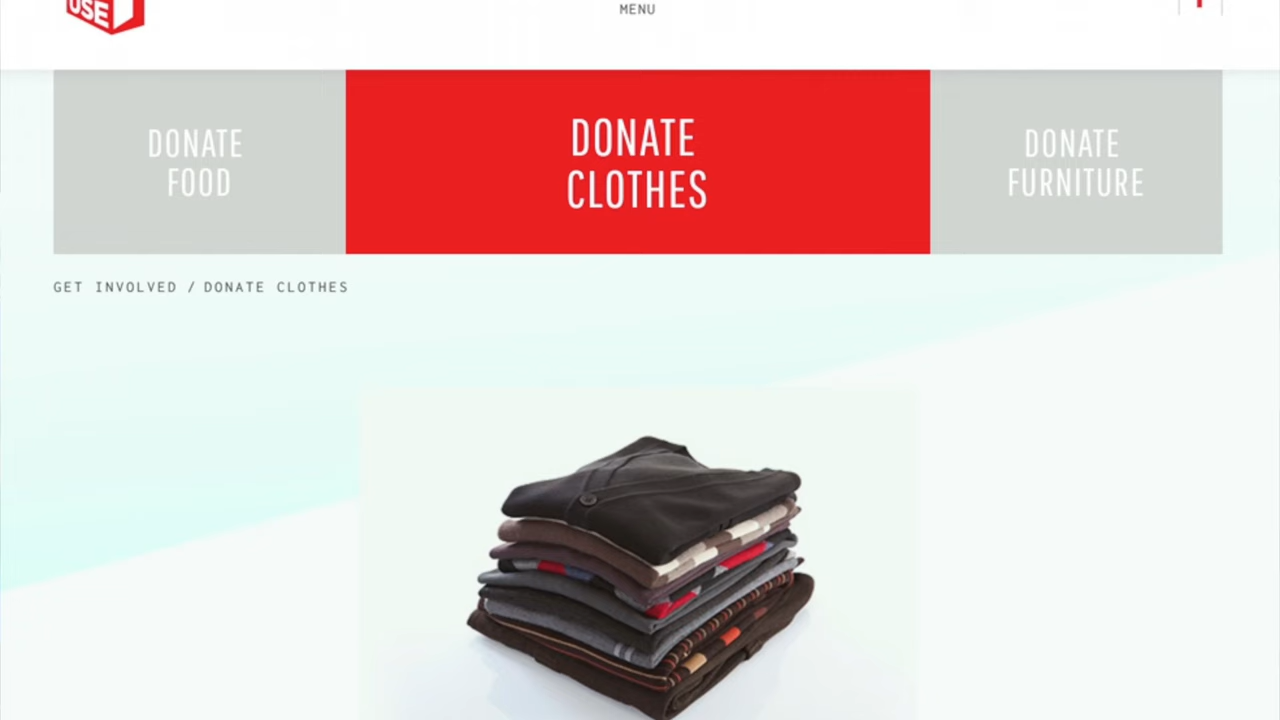 USE
MENU
DONATE
FOOD
DONATE
CLOTHES
DONATE
FURNITURE
GET INVOLVED / DONATE CLOTHES